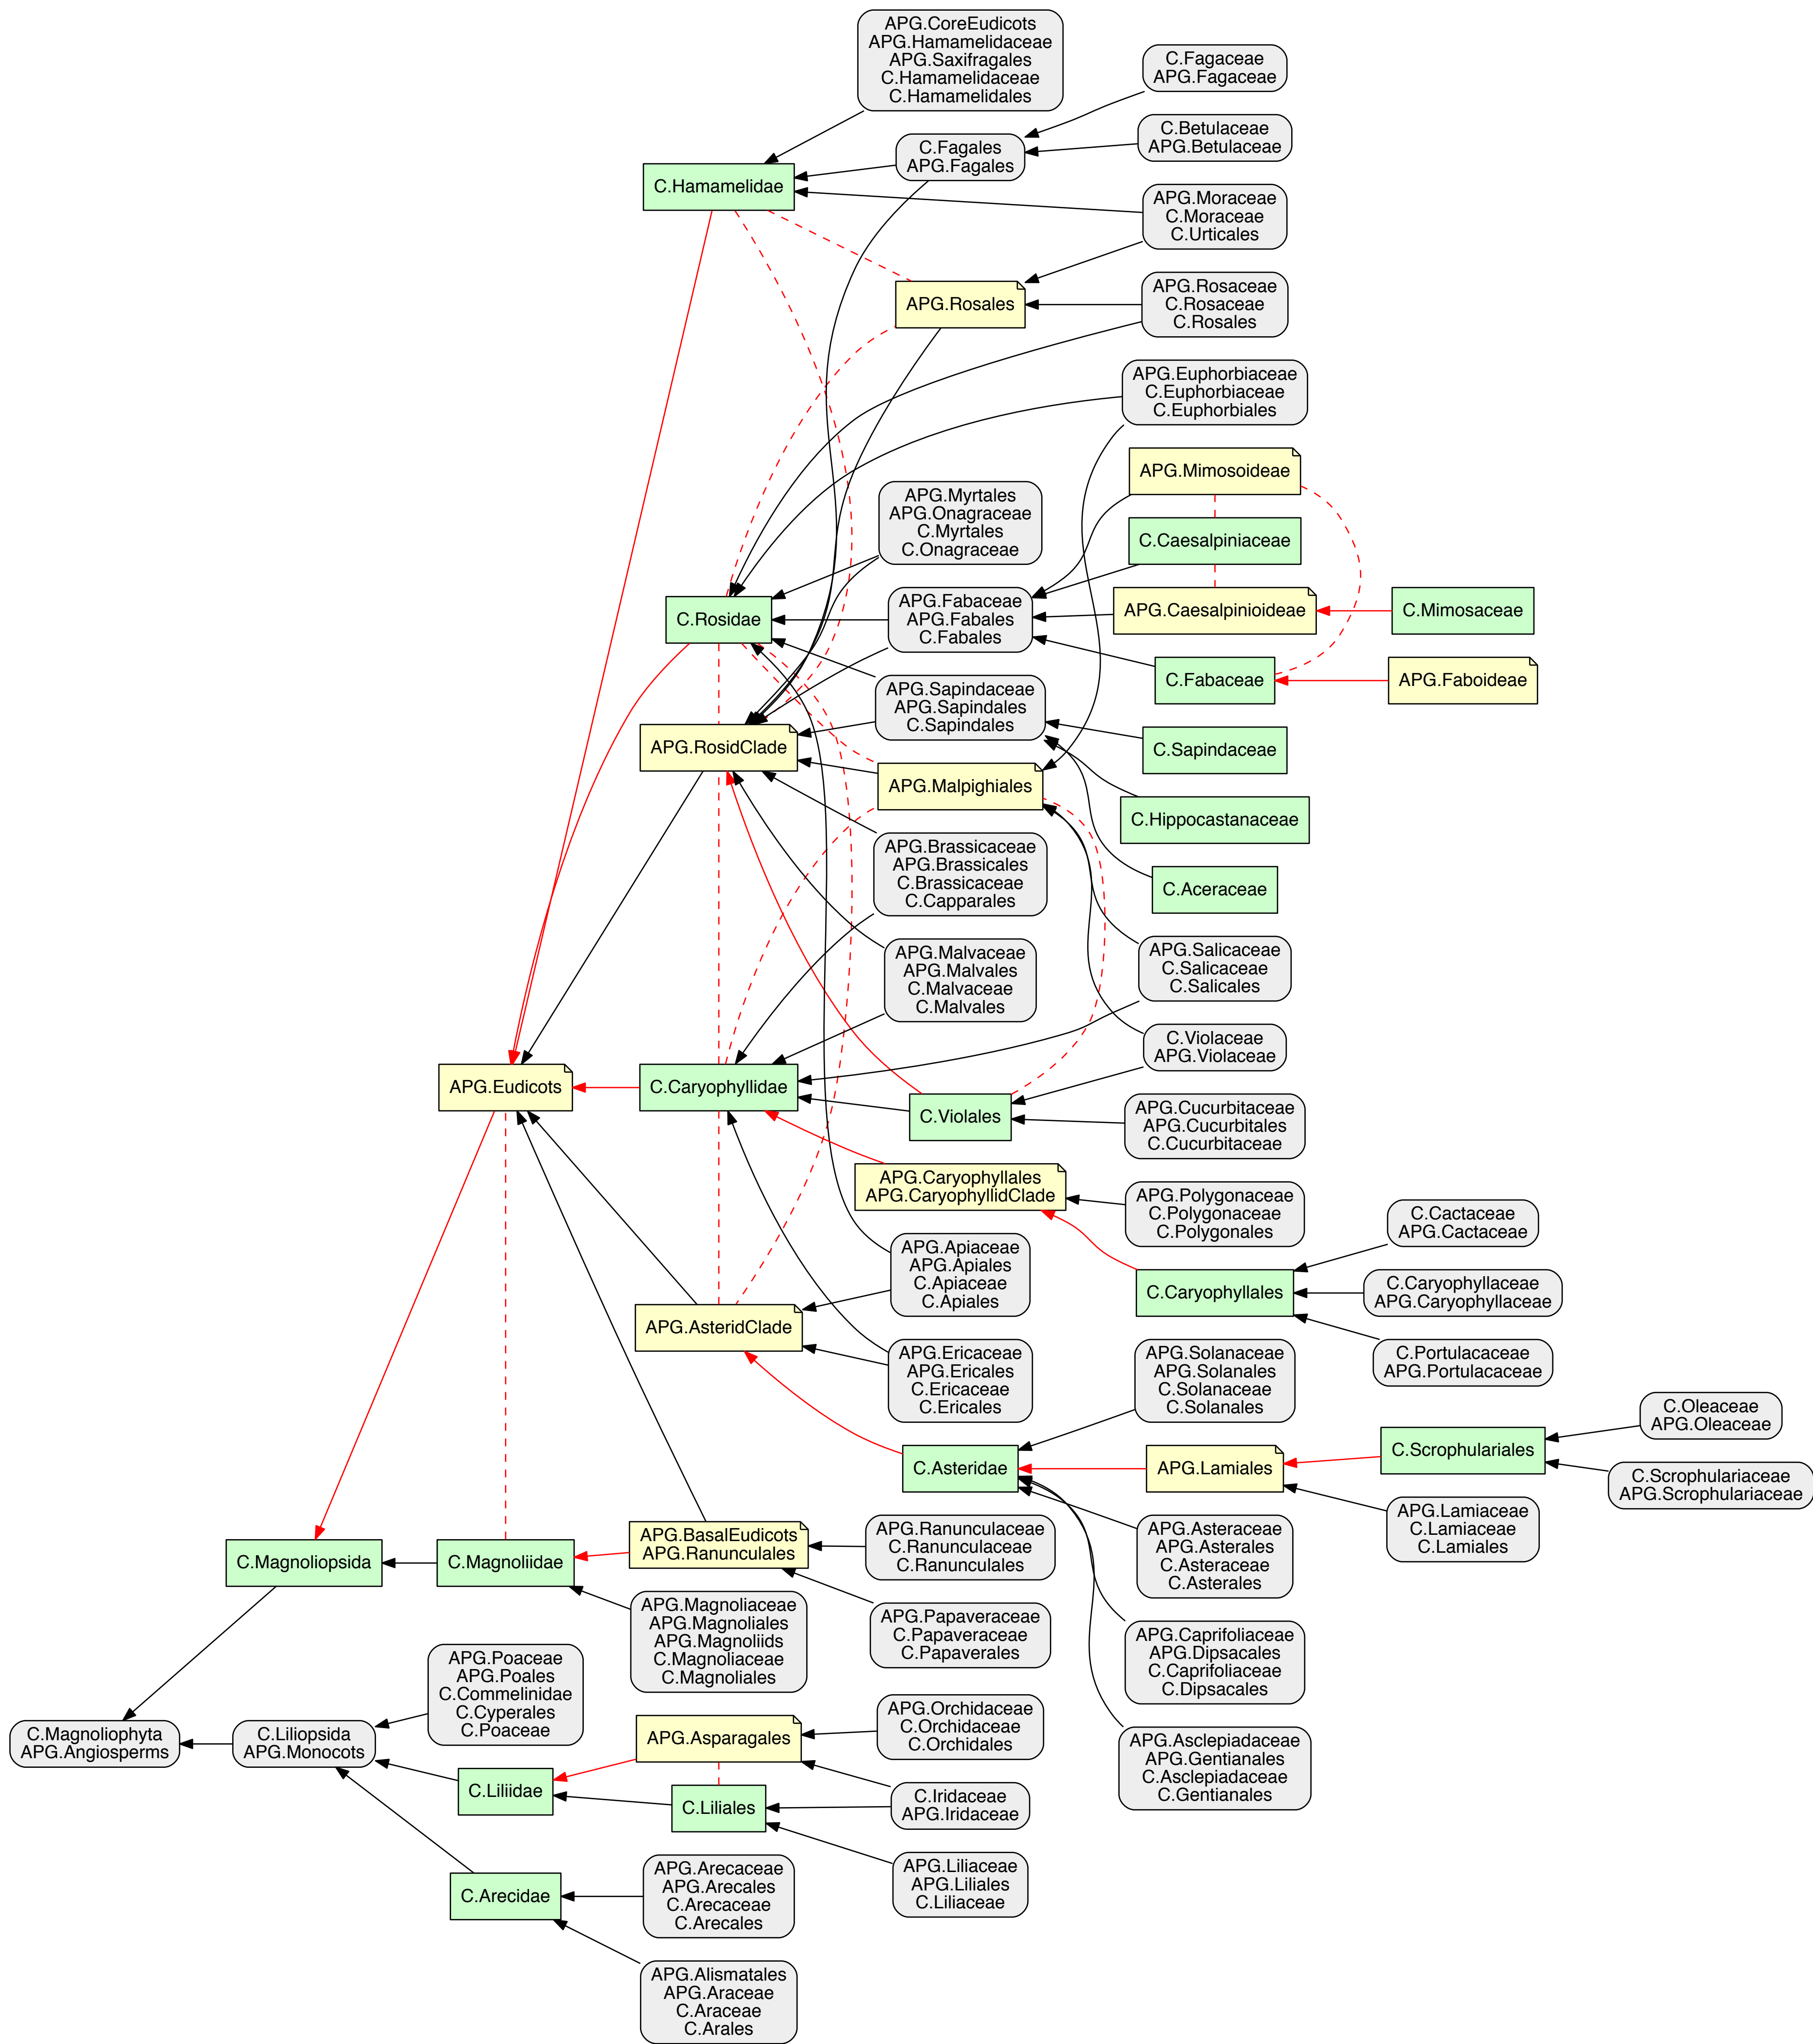 APG.CoreEudicots
APG.Hamamelidaceae
APG.Saxifragales
C.Hamamelidaceae
C.Hamamelidales
C.Fagaceae
APG.Fagaceae
C.Betulaceae
APG.Betulaceae
C.Fagales
APG.Fagales
C.Hamamelidae
APG.Moraceae
C.Moraceae
C.Urticales
APG.Rosales
APG.Rosaceae
C.Rosaceae
C.Rosales
APG.Euphorbiaceae
C.Euphorbiaceae
C.Euphorbiales
APG.Mimosoideae
APG.Myrtales
APG.Onagraceae
C.Myrtales
C.Onagraceae
C.Caesalpiniaceae
C.Rosidae
APG.Fabaceae
APG.Fabales
C.Fabales
APG.Caesalpinioideae
C.Mimosaceae
C.Fabaceae
APG.Faboideae
APG.Sapindaceae
APG.Sapindales
C.Sapindales
APG.RosidClade
C.Sapindaceae
APG.Malpighiales
C.Hippocastanaceae
APG.Brassicaceae
APG.Brassicales
C.Brassicaceae
C.Capparales
C.Aceraceae
APG.Malvaceae
APG.Malvales
C.Malvaceae
C.Malvales
APG.Salicaceae
C.Salicaceae
C.Salicales
C.Violaceae
APG.Violaceae
APG.Eudicots
C.Caryophyllidae
C.Violales
APG.Cucurbitaceae
APG.Cucurbitales
C.Cucurbitaceae
APG.Caryophyllales
APG.CaryophyllidClade
APG.Polygonaceae
C.Polygonaceae
C.Polygonales
C.Cactaceae
APG.Cactaceae
APG.Apiaceae
APG.Apiales
C.Apiaceae
C.Apiales
C.Caryophyllales
C.Caryophyllaceae
APG.Caryophyllaceae
APG.AsteridClade
C.Portulacaceae
APG.Portulacaceae
APG.Ericaceae
APG.Ericales
C.Ericaceae
C.Ericales
APG.Solanaceae
APG.Solanales
C.Solanaceae
C.Solanales
C.Oleaceae
APG.Oleaceae
C.Asteridae
APG.Lamiales
C.Scrophulariales
C.Scrophulariaceae
APG.Scrophulariaceae
APG.Lamiaceae
C.Lamiaceae
C.Lamiales
C.Magnoliopsida
C.Magnoliidae
APG.BasalEudicots
APG.Ranunculales
APG.Ranunculaceae
C.Ranunculaceae
C.Ranunculales
APG.Asteraceae
APG.Asterales
C.Asteraceae
C.Asterales
APG.Magnoliaceae
APG.Magnoliales
APG.Magnoliids
C.Magnoliaceae
C.Magnoliales
APG.Papaveraceae
C.Papaveraceae
C.Papaverales
APG.Caprifoliaceae
APG.Dipsacales
C.Caprifoliaceae
C.Dipsacales
APG.Poaceae
APG.Poales
C.Commelinidae
C.Cyperales
C.Poaceae
C.Magnoliophyta
APG.Angiosperms
C.Liliopsida
APG.Monocots
APG.Asparagales
APG.Orchidaceae
C.Orchidaceae
C.Orchidales
APG.Asclepiadaceae
APG.Gentianales
C.Asclepiadaceae
C.Gentianales
C.Liliidae
C.Liliales
C.Iridaceae
APG.Iridaceae
APG.Liliaceae
APG.Liliales
C.Liliaceae
C.Arecidae
APG.Arecaceae
APG.Arecales
C.Arecaceae
C.Arecales
APG.Alismatales
APG.Araceae
C.Araceae
C.Arales